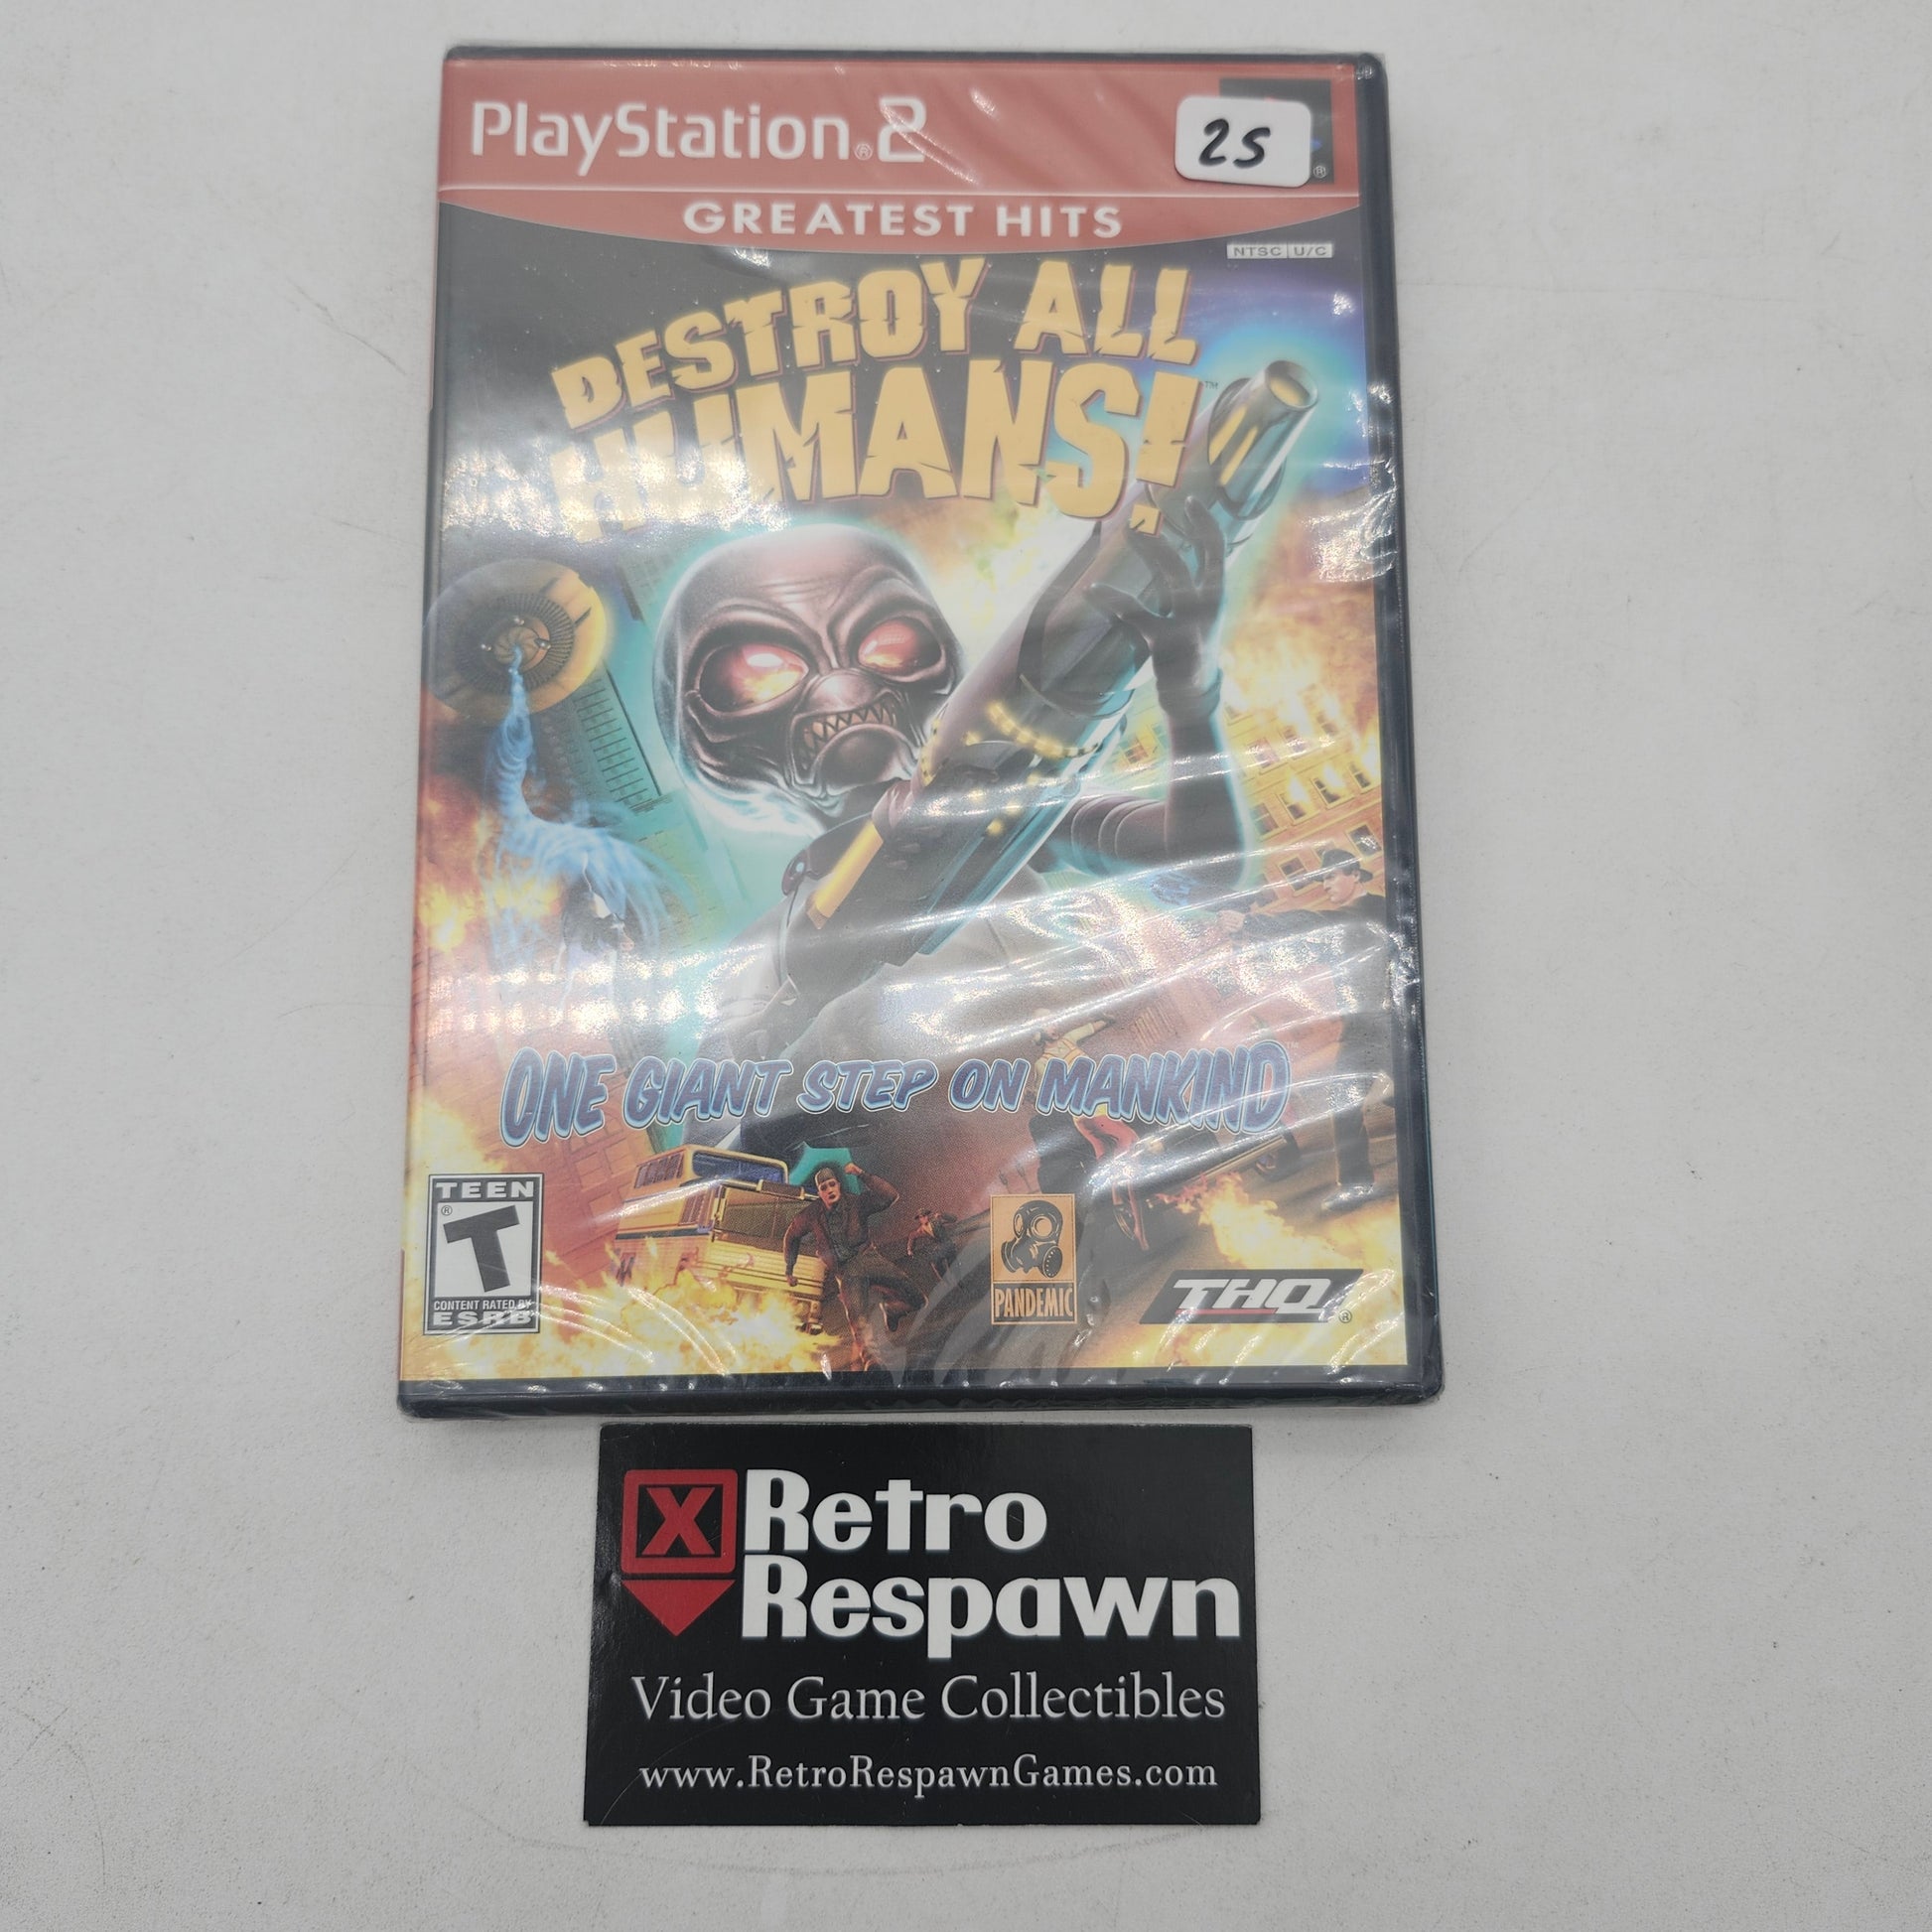 PlayStation®2
25
GREATEST HITS
NTSC U/C
DESTROY ALL
HUMANS!™
ONE GIANT STEP ON MANKIND
TEEN
T
CONTENT RATED BY
ESRB
PANDEMIC
THQ®
X Retro
Respawn
Video Game Collectibles
www.RetroRespawnGames.com